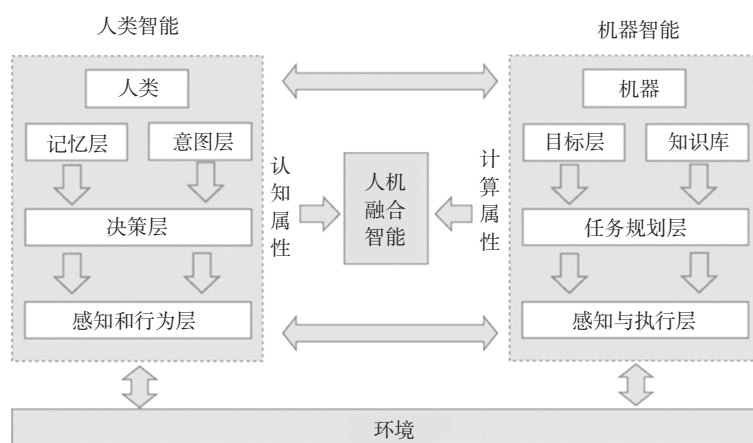 人类智能
机器智能
人类
机器
记忆层
意图层
目标层
知识库
认知属性
人机
融合
智能
计算属性
决策层
任务规划层
感知和行为层
感知与执行层
环境